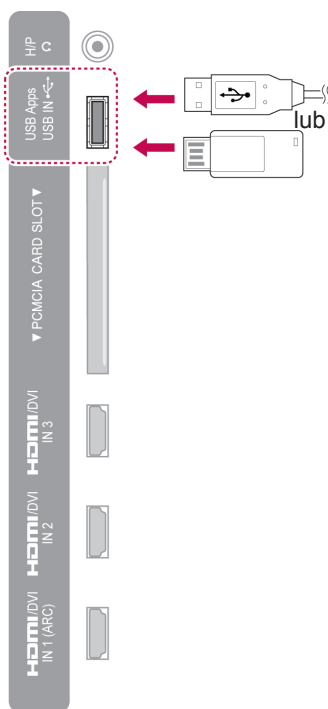 H/P
USB Apps
USB IN
lub
▼ PCMCIA CARD SLOT ▼
HDMI/DVI
IN 3
HDMI/DVI
IN 2
HDMI/DVI
IN 1 (ARC)